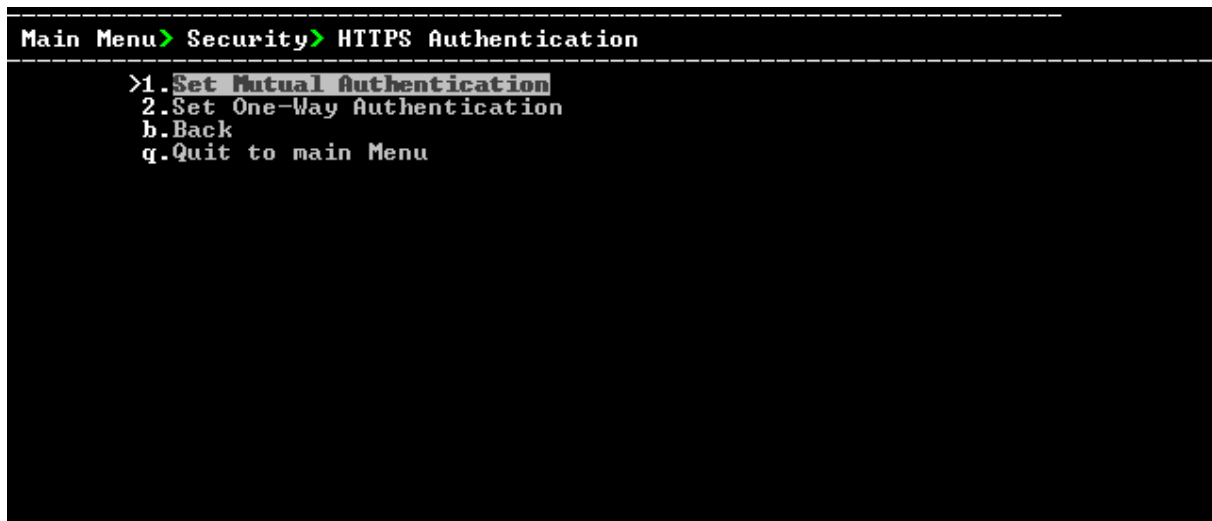 Main Menu> Security> HTTPS Authentication
>1.Set Mutual Authentication
2.Set One-Way Authentication
b.Back
q.Quit to main Menu